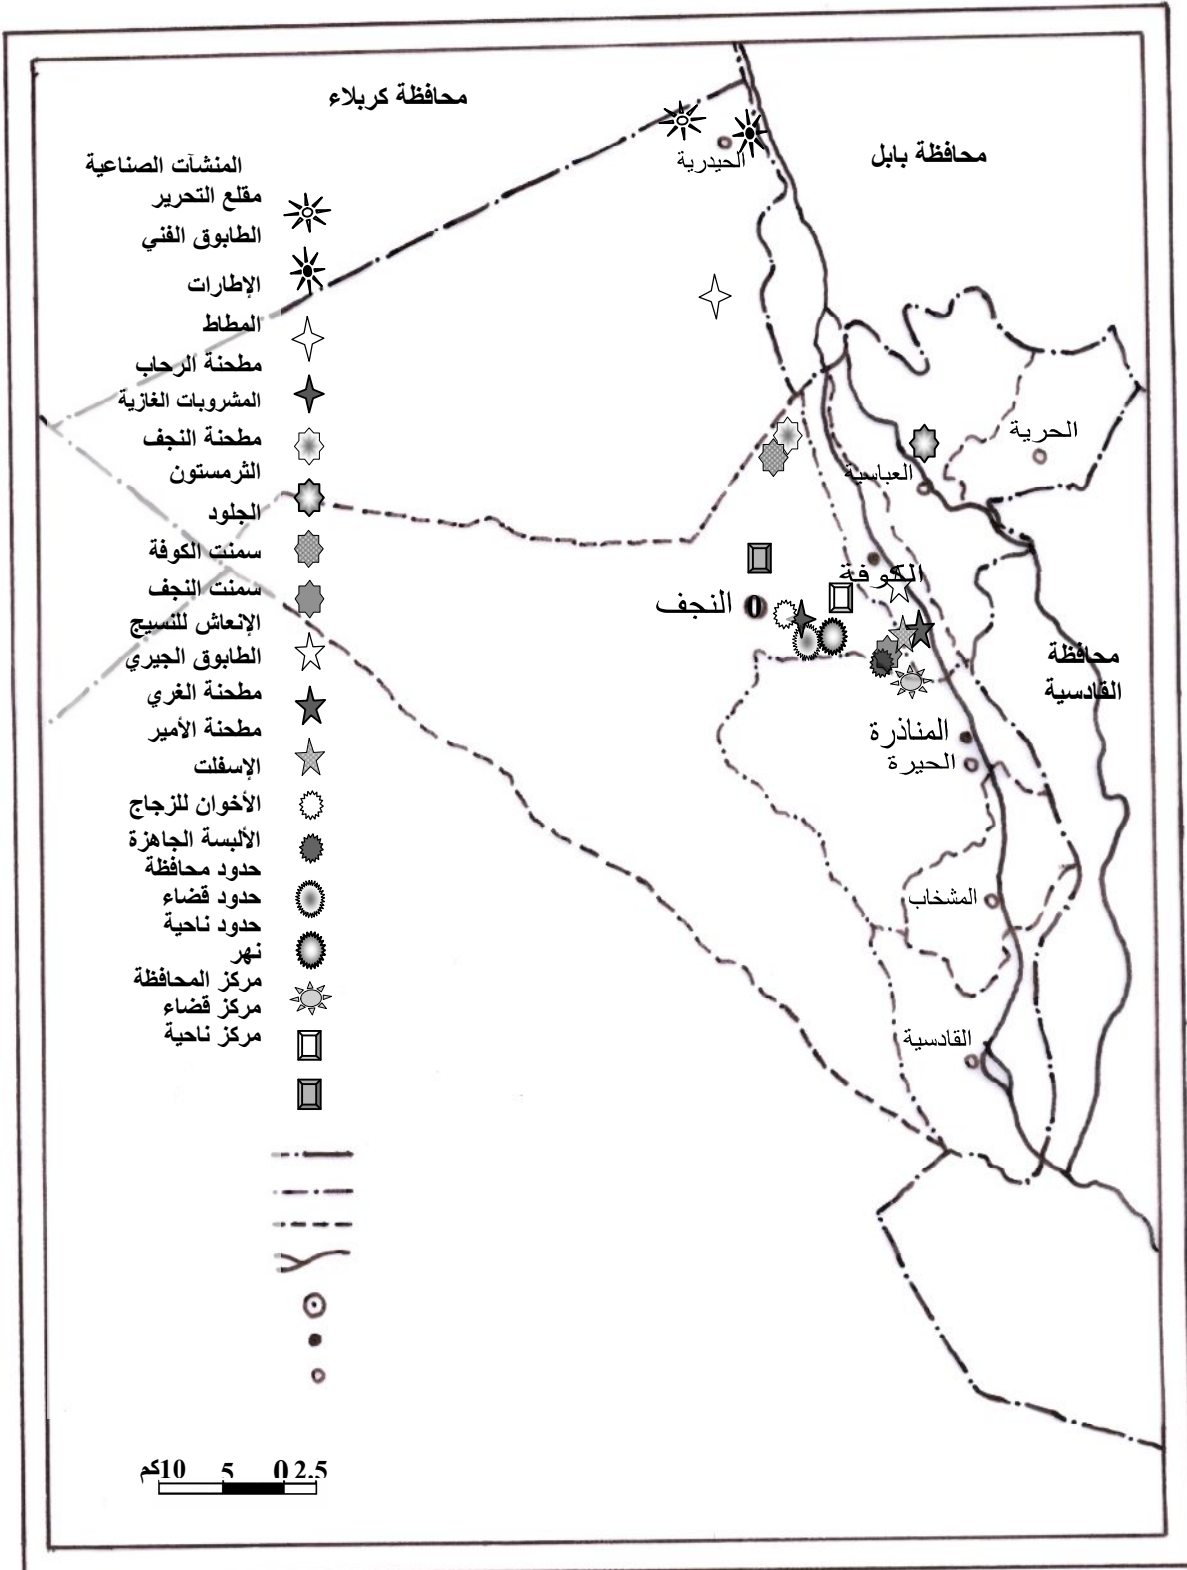 محافظة كربلاء
محافظة بابل
الحيدرية
المنشآت الصناعية
مقلع التحرير
الطابوق الفني
الإطارات
المطاط
مطحنة الرحاب
المشروبات الغازية
مطحنة النجف
الثرمستون
الجلود
سمنت الكوفة
سمنت النجف
الإنعاش للنسيج
الطابوق الجيري
مطحنة الغري
مطحنة الأمير
الإسفلت
الأخوان للزجاج
الألبسة الجاهزة
حدود محافظة
حدود قضاء
حدود ناحية
نهر
مركز المحافظة
مركز قضاء
مركز ناحية
الحرية
العباسية
الكوفة
النجف
محافظة
القادسية
المناذرة
الحيرة
المشخاب
القادسية
كم10 5 0 2.5